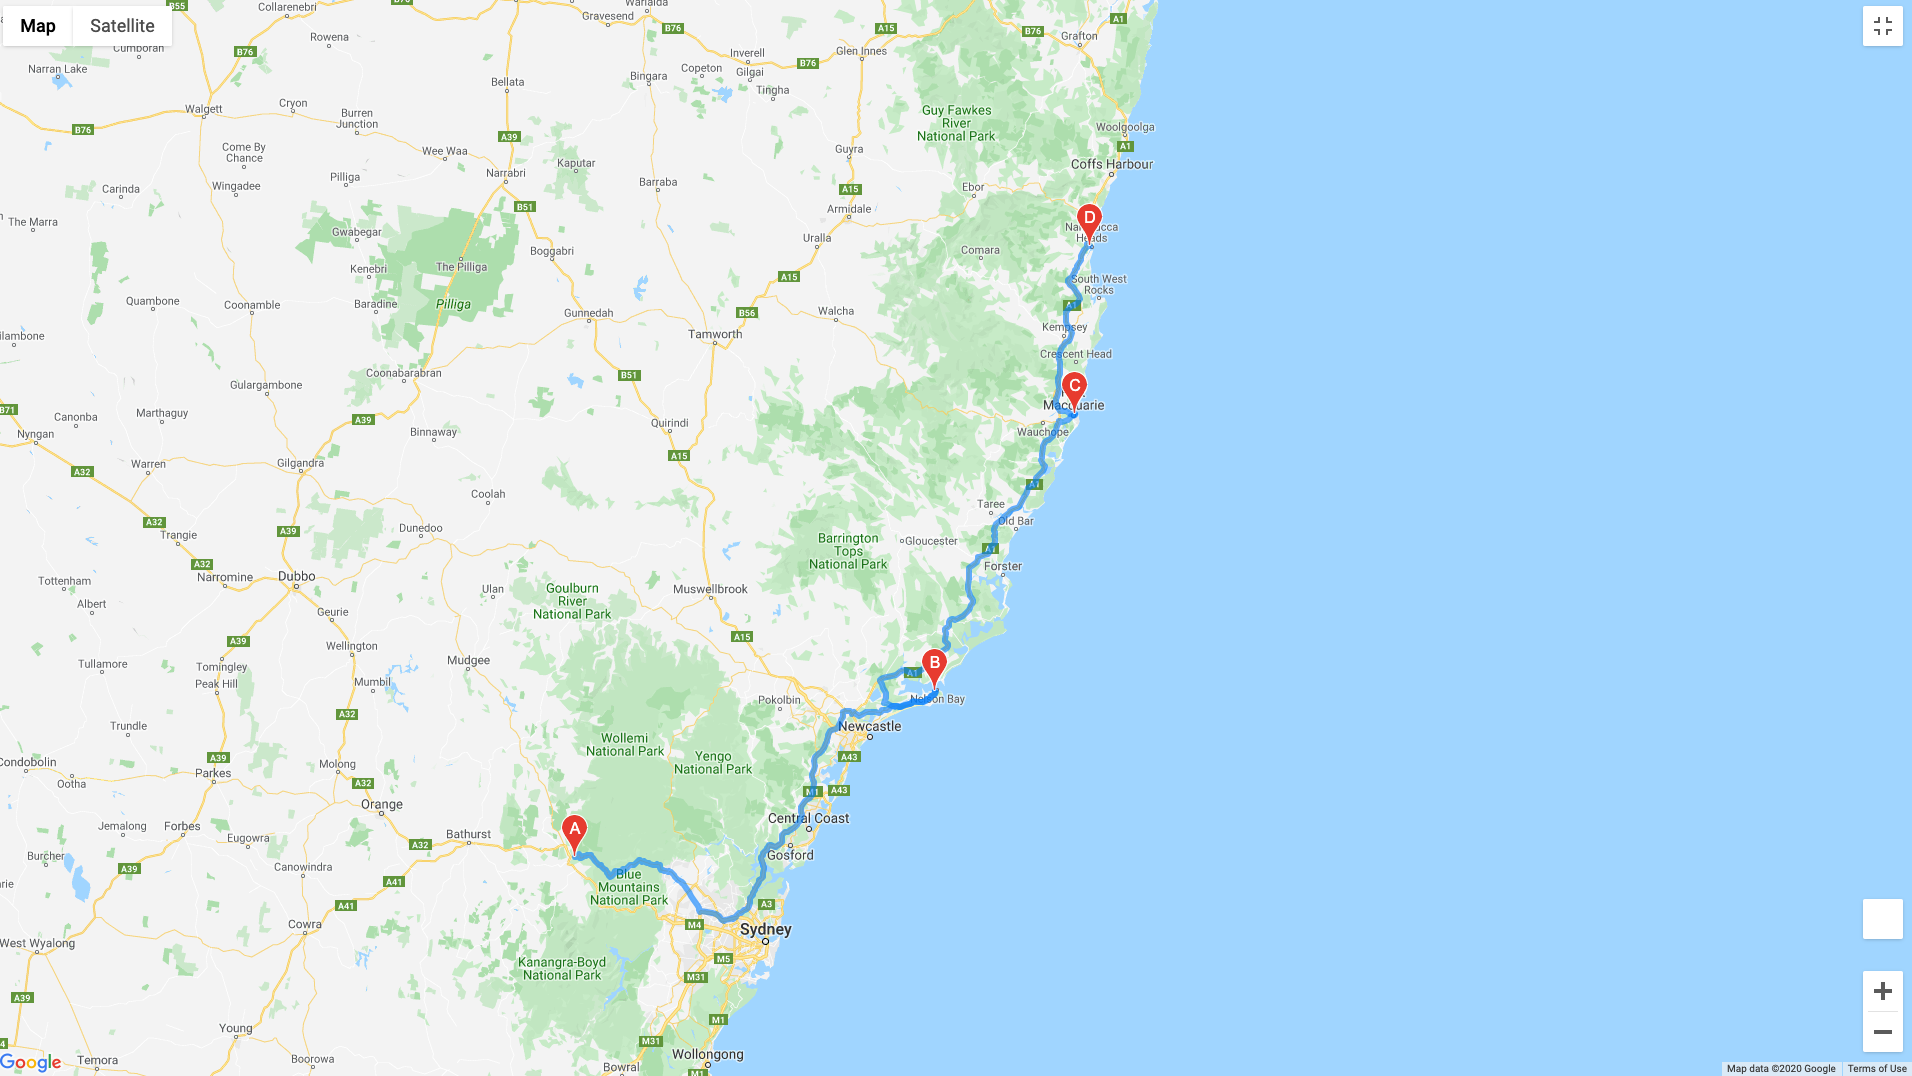 Map
Satellite
Collarenebri
B55
B76
Gravesend
Wariaida
B76
A15
A1
B76
Grafton
Cumboran
Rowena
B76
Inverell
Glen Innes
Narran Lake
Bellata
Bingara
Copeton
Gilgai
B76
Tingha
Walgett
Cryon
Burren
Junction
Guy Fawkes
River
National Park
Woolgoolga
B76
A39
A1
Come By
Chance
Wee Waa
Kaputar
Guyra
Coffs Harbour
Carinda
Wingadee
Pilliga
Narrabri
Barraba
A15
Ebor
The Marra
B51
Armidale
D
Gwabegar
Boggabri
Uralla
Comara
Heads
Kenebri
The Pilliga
A15
South West
Rocks
Quambone
Coonamble
Baradine
Pilliga
Gunnedah
B56
Walcha
A1
Tamworth
Kempsey
Crescent Head
Coonabarabran
B51
C
Gulargambone
Macquarie
B71
Canonba
Marthaguy
A39
Quirindi
Wauchope
Nyngan
Binnaway
A15
A32
Warren
Gilgandra
A1
Coolah
Taree
A32
A39
Dunedoo
Old Bar
Trangie
Barrington
Tops
National Park
Gloucester
A1
A32
Forster
Tottenham
Narromine
Dubbo
Ulan
Goulburn
River
National Park
Muswellbrook
Albert
Geurie
A39
Wellington
A15
Tullamore
Tomingley
Mudgee
B
Peak Hill
Mumbil
A1
Pokolbin
Nelson Bay
A32
Trundle
Newcastle
Wollemi
National Park
Yengo
National Park
A39
A43
Condobolin
Parkes
Molong
A32
Ootha
M1
A43
Orange
Central Coast
Jemalong
Forbes
Bathurst
A
Eugowra
A32
Gosford
Burcher
A39
Canowindra
A41
Blue
Mountains
National Park
A41
A3
Cowra
M4
Sydney
West Wyalong
Kanangra-Boyd
National Park
M5
M31
A39
Young
M1
M31
Google
Temora
Boorowa
Bowral
Wollongong
M1
Map data ©2020 Google
Terms of Use